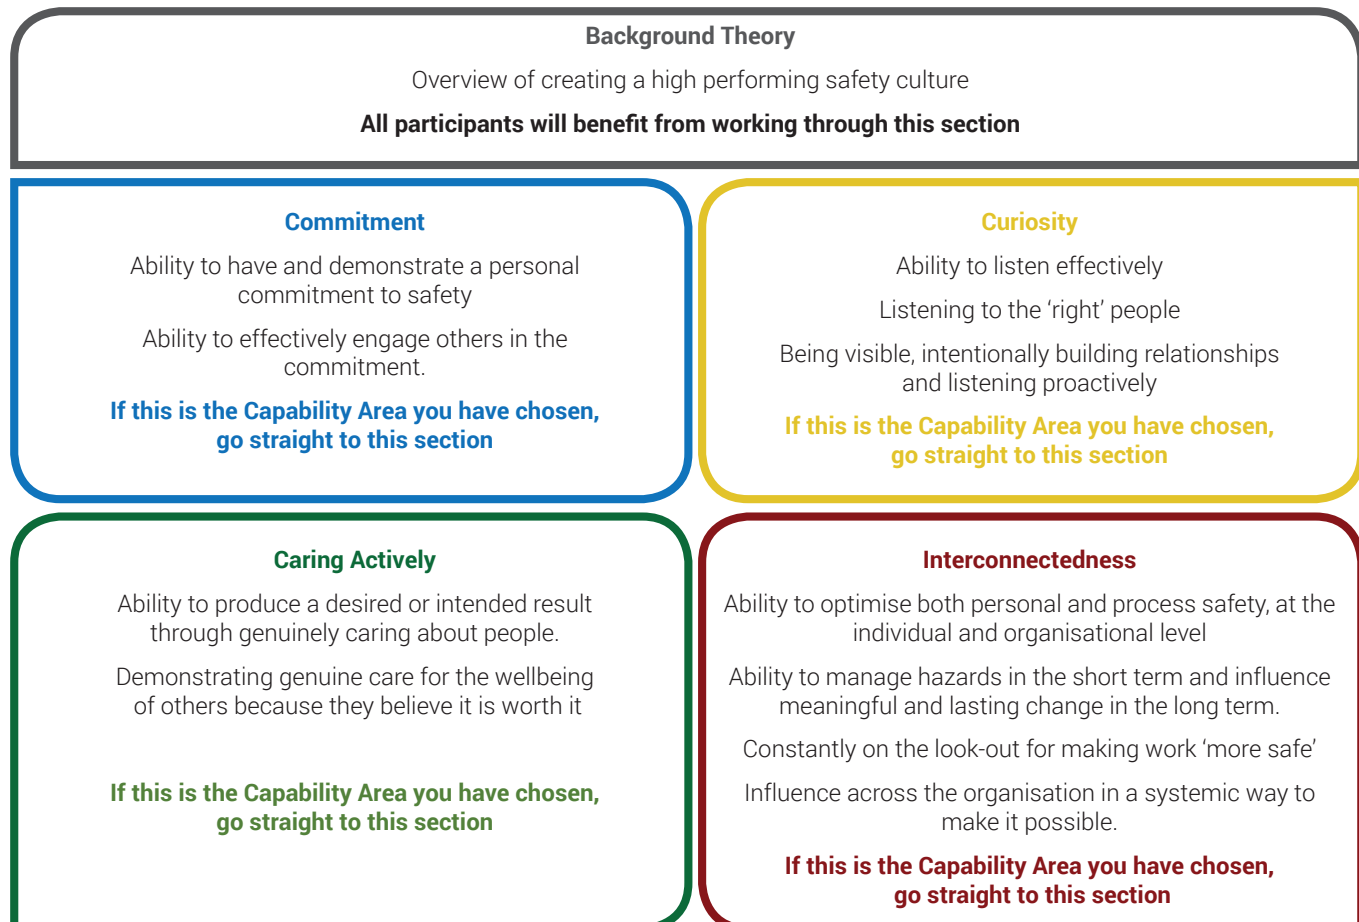 Background Theory
Overview of creating a high performing safety culture
All participants will benefit from working through this section
Commitment
Ability to have and demonstrate a personal
commitment to safety
Ability to effectively engage others in the
commitment.
If this is the Capability Area you have chosen,
go straight to this section
Curiosity
Ability to listen effectively
Listening to the ‘right’ people
Being visible, intentionally building relationships
and listening proactively
If this is the Capability Area you have chosen,
go straight to this section
Caring Actively
Ability to produce a desired or intended result
through genuinely caring about people.
Demonstrating genuine care for the wellbeing
of others because they believe it is worth it
If this is the Capability Area you have chosen,
go straight to this section
Interconnectedness
Ability to optimise both personal and process safety, at the
individual and organisational level
Ability to manage hazards in the short term and influence
meaningful and lasting change in the long term.
Constantly on the look-out for making work ‘more safe’
Influence across the organisation in a systemic way to
make it possible.
If this is the Capability Area you have chosen,
go straight to this section